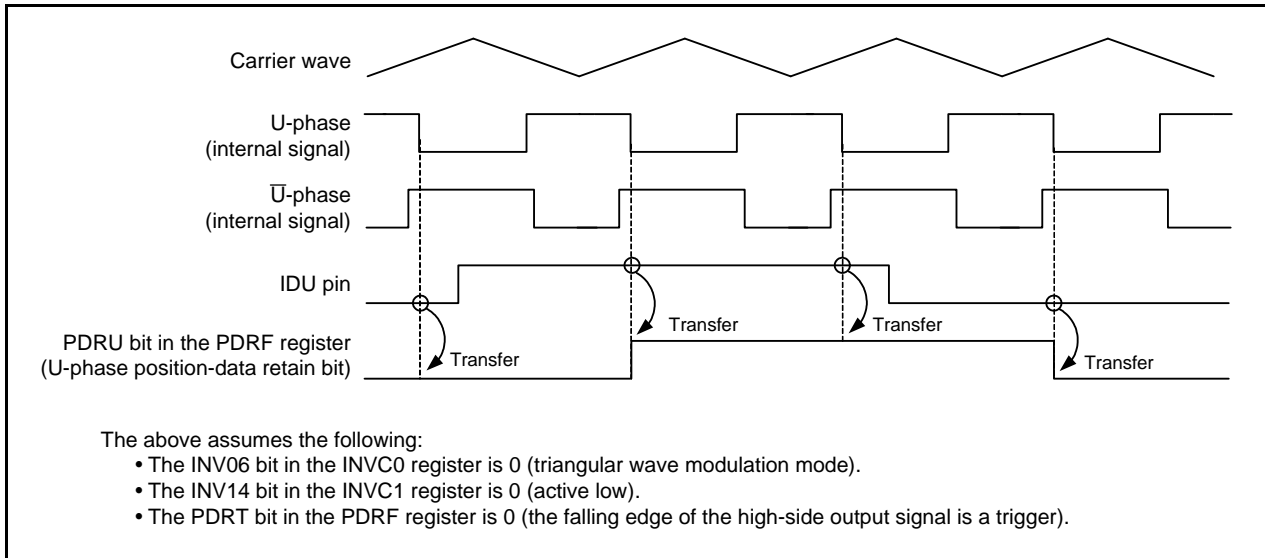 Carrier wave
U-phase
(internal signal)
U̅-phase
(internal signal)
IDU pin
Transfer
Transfer
PDRU bit in the PDRF register
(U-phase position-data retain bit)
Transfer
Transfer
The above assumes the following:
• The INV06 bit in the INVC0 register is 0 (triangular wave modulation mode).
• The INV14 bit in the INVC1 register is 0 (active low).
• The PDRT bit in the PDRF register is 0 (the falling edge of the high-side output signal is a trigger).